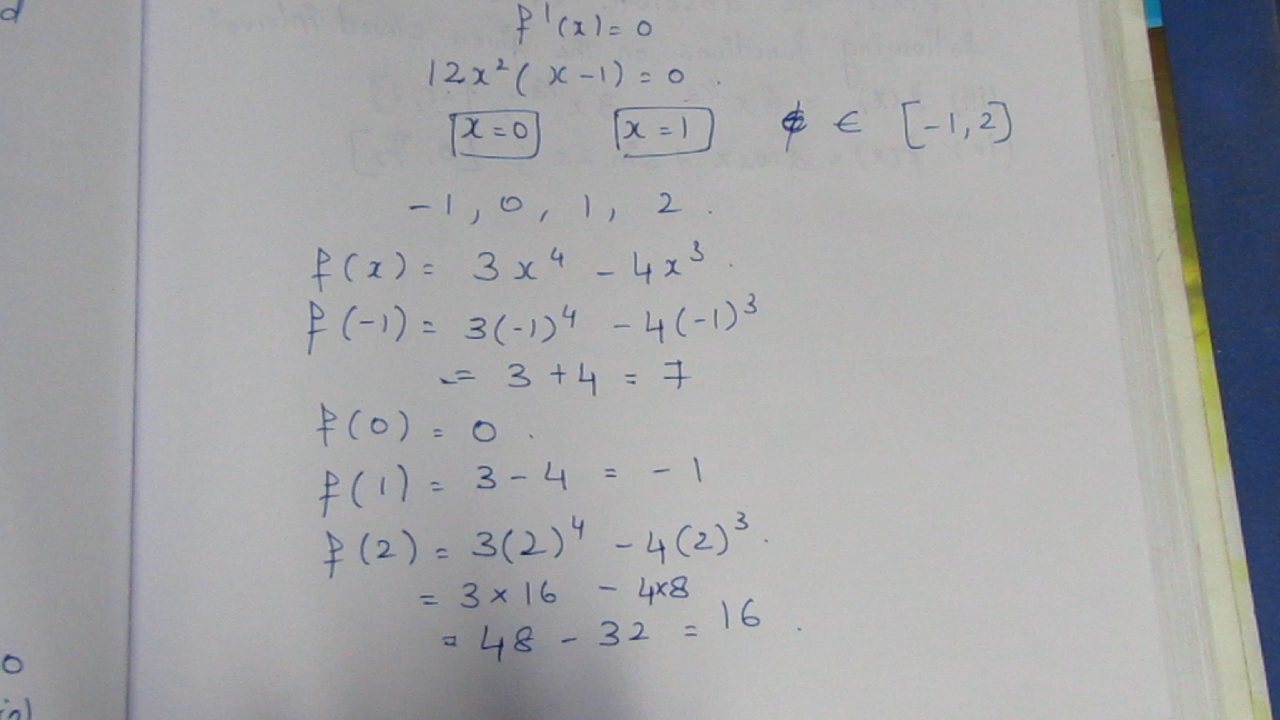 f'(x) = 0
12x²(x-1) = 0.
x=0 x=1 ∈ [-1,2]
-1, 0, 1, 2.
f(x) = 3x⁴ - 4x³.
f(-1) = 3(-1)⁴ - 4(-1)³
= 3+4 = 7
f(0) = 0.
f(1) = 3-4 = -1
f(2) = 3(2)⁴ - 4(2)³.
= 3×16 - 4×8
= 48 - 32 = 16.